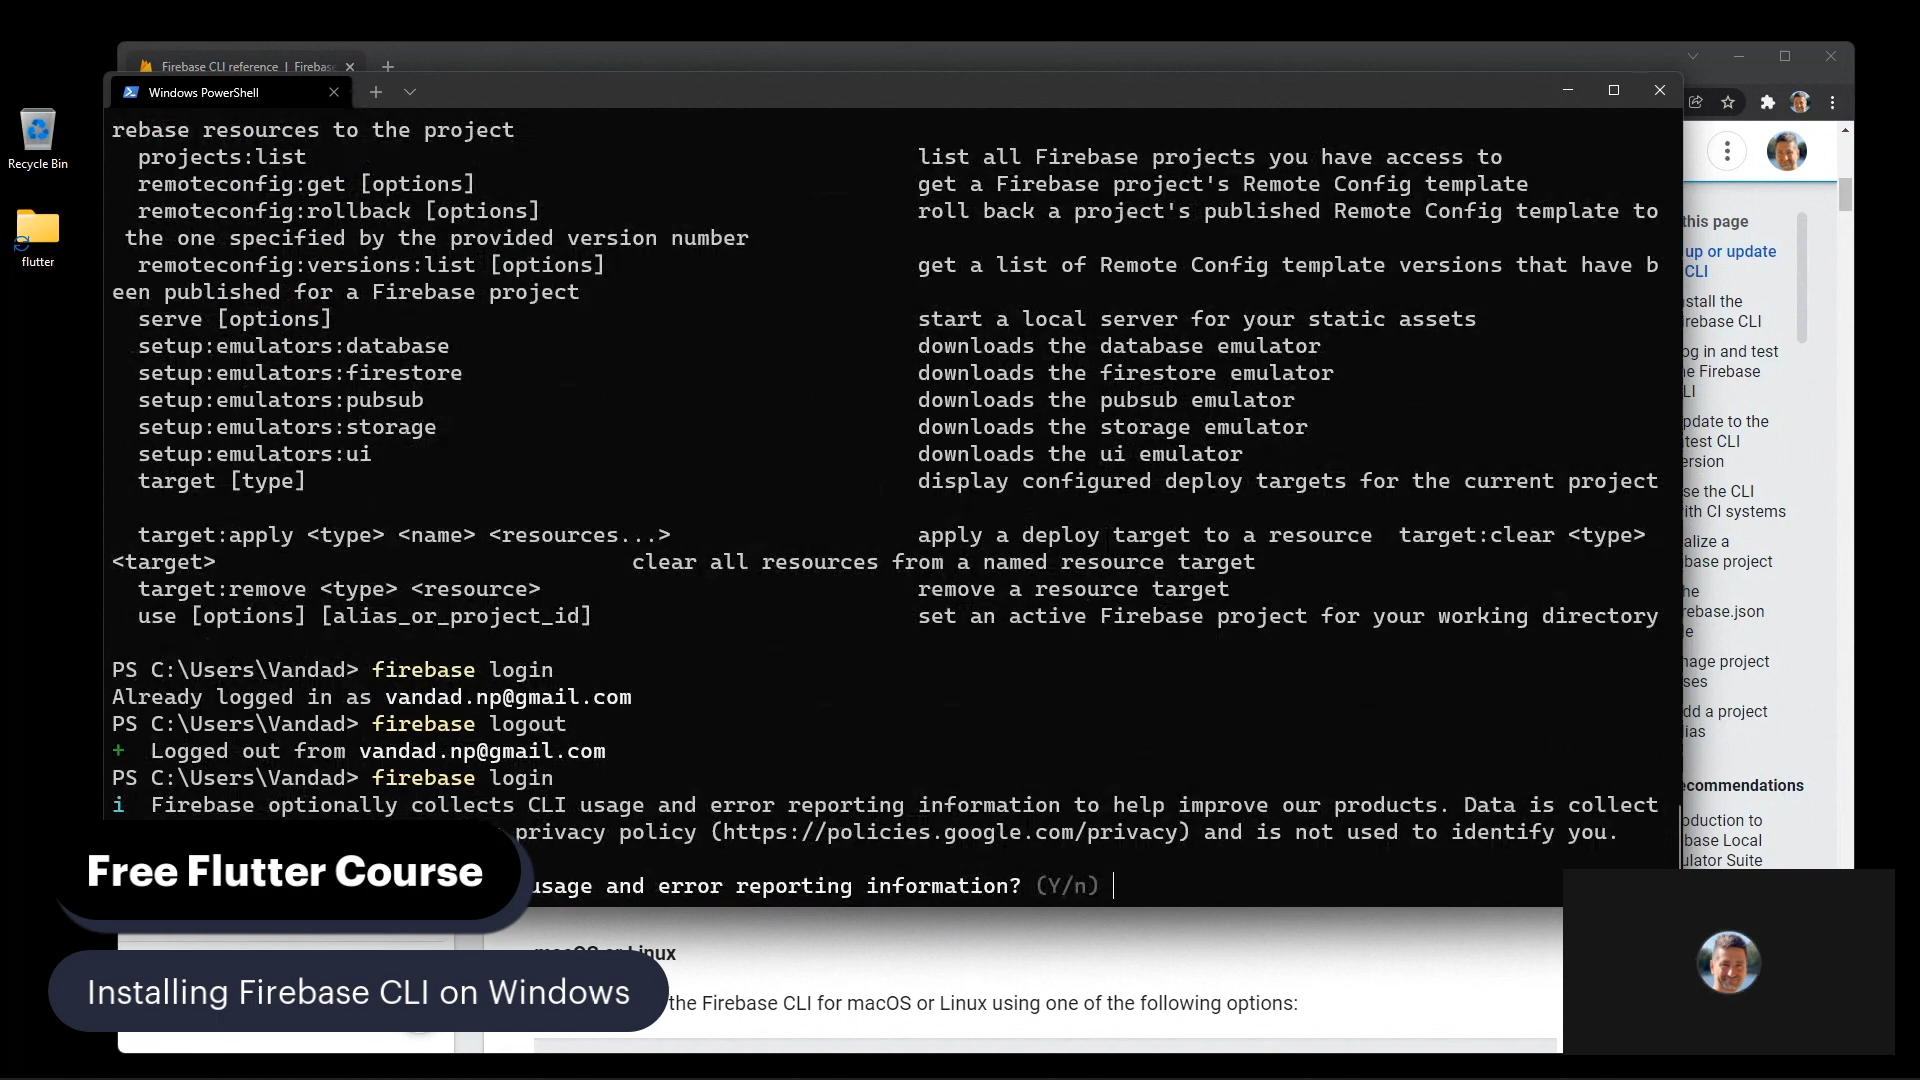 Firebase CLI reference | Firebase
Windows PowerShell
Recycle Bin
flutter
rebase resources to the project
projects:list list all Firebase projects you have access to
remoteconfig:get [options] get a Firebase project's Remote Config template
remoteconfig:rollback [options] roll back a project's published Remote Config template to
the one specified by the provided version number
remoteconfig:versions:list [options] get a list of Remote Config template versions that have b
een published for a Firebase project
serve [options] start a local server for your static assets
setup:emulators:database downloads the database emulator
setup:emulators:firestore downloads the firestore emulator
setup:emulators:pubsub downloads the pubsub emulator
setup:emulators:storage downloads the storage emulator
setup:emulators:ui downloads the ui emulator
target [type] display configured deploy targets for the current project
target:apply <type> <name> <resources...> apply a deploy target to a resource target:clear <type>
<target> clear all resources from a named resource target
target:remove <type> <resource> remove a resource target
use [options] [alias_or_project_id] set an active Firebase project for your working directory
PS C:\Users\Vandad> firebase login
Already logged in as vandad.np@gmail.com
PS C:\Users\Vandad> firebase logout
+ Logged out from vandad.np@gmail.com
PS C:\Users\Vandad> firebase login
i Firebase optionally collects CLI usage and error reporting information to help improve our products. Data is collect
privacy policy (https://policies.google.com/privacy) and is not used to identify you.
usage and error reporting information? (Y/n)
this page
up or update
CLI
nstall the
irebase CLI
og in and test
he Firebase
LI
pdate to the
test CLI
ersion
se the CLI
ith CI systems
alize a
base project
he
rebase.json
le
nage project
ses
dd a project
lias
ecommendations
oduction to
base Local
ulator Suite
Free Flutter Course
Installing Firebase CLI on Windows
macOS or Linux
the Firebase CLI for macOS or Linux using one of the following options: